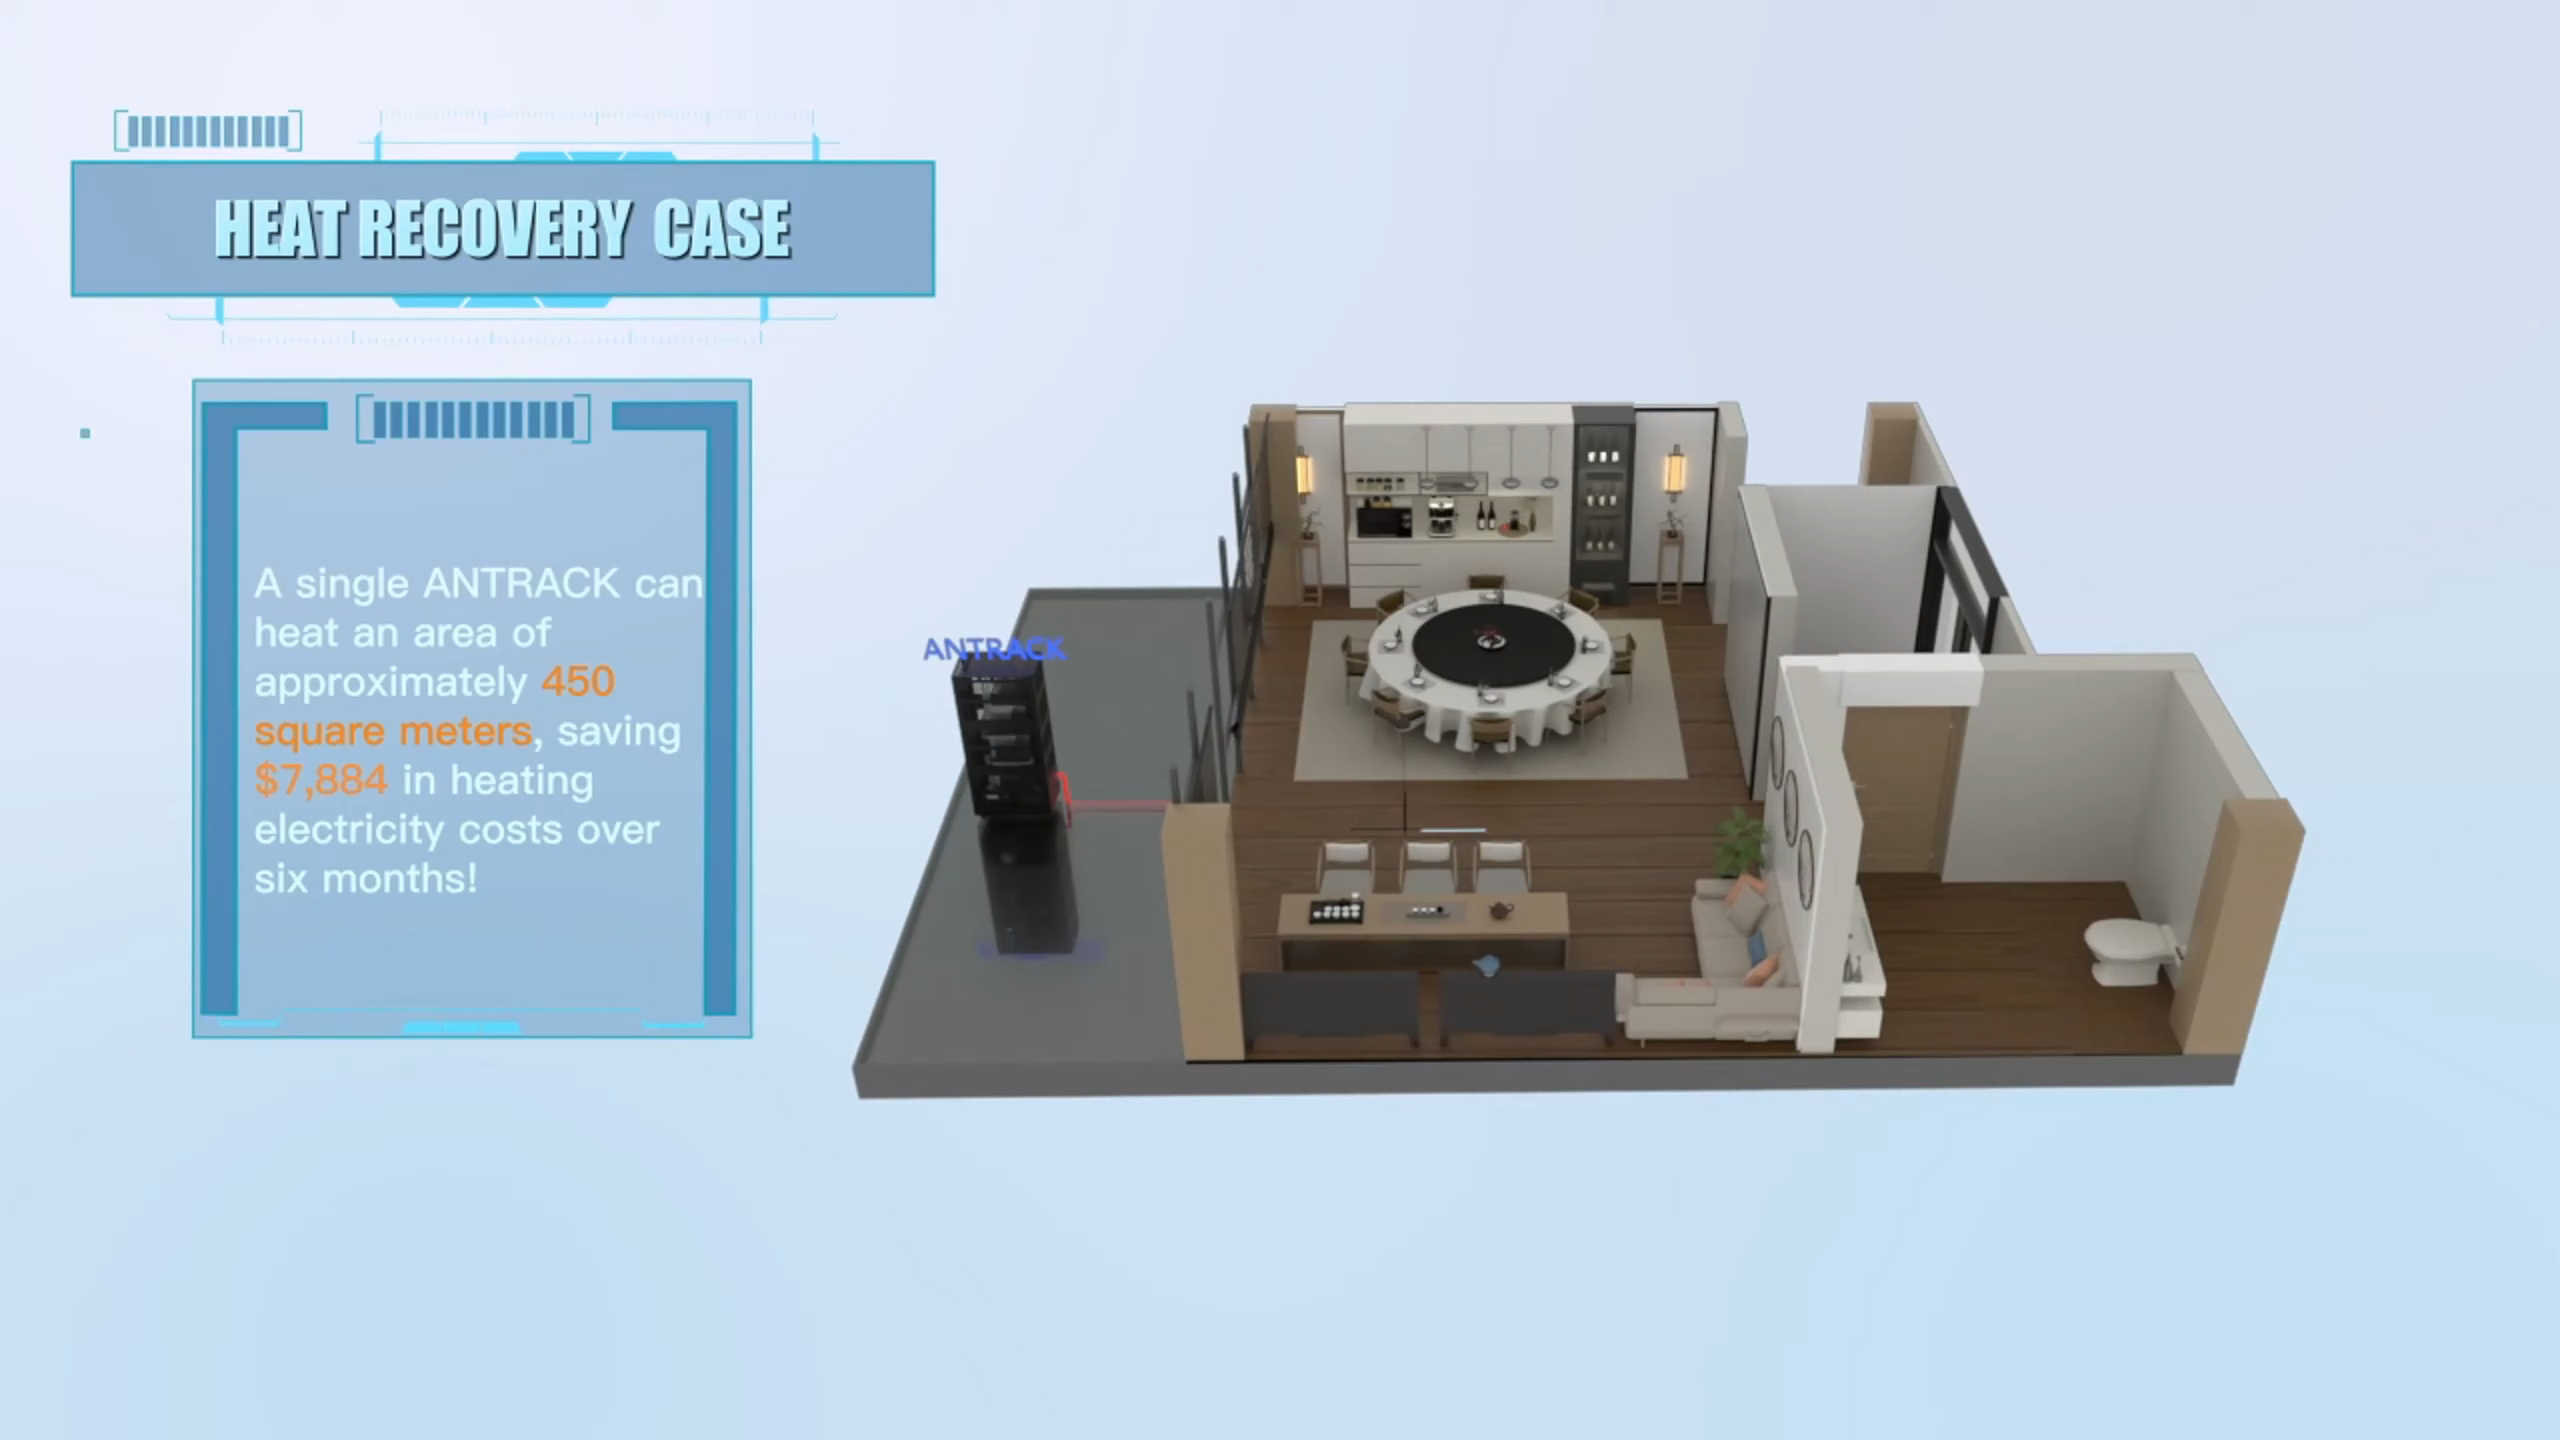 HEAT RECOVERY CASE
A single ANTRACK can
heat an area of
approximately 450
square meters, saving
$7,884 in heating
electricity costs over
six months!
ANTRACK